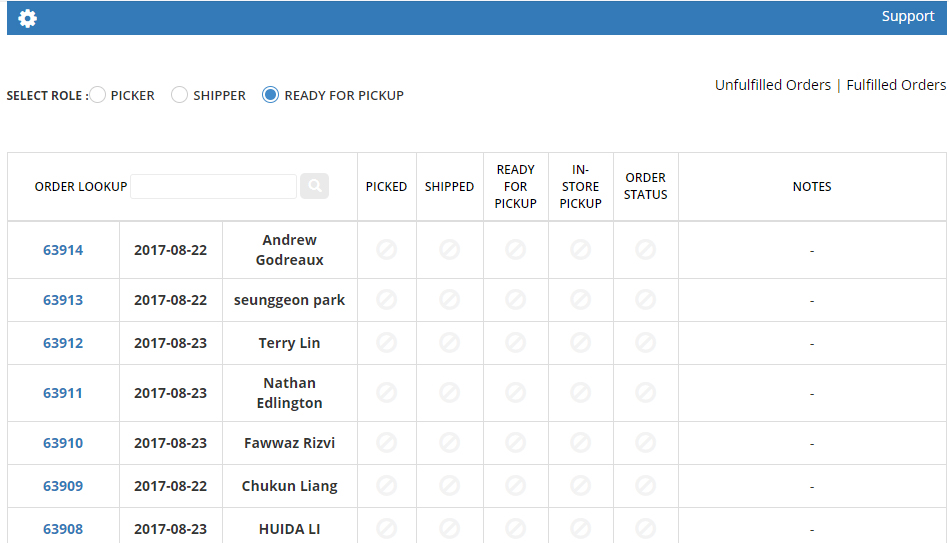 Support
Unfulfilled Orders | Fulfilled Orders
SELECT ROLE : PICKER SHIPPER READY FOR PICKUP
ORDER LOOKUP PICKED SHIPPED READY FOR PICKUP IN-STORE PICKUP ORDER STATUS NOTES
63914 2017-08-22 Andrew Godreaux -
63913 2017-08-22 seunggeon park -
63912 2017-08-23 Terry Lin -
63911 2017-08-23 Nathan Edlington -
63910 2017-08-23 Fawwaz Rizvi -
63909 2017-08-22 Chukun Liang -
63908 2017-08-23 HUIDA LI -